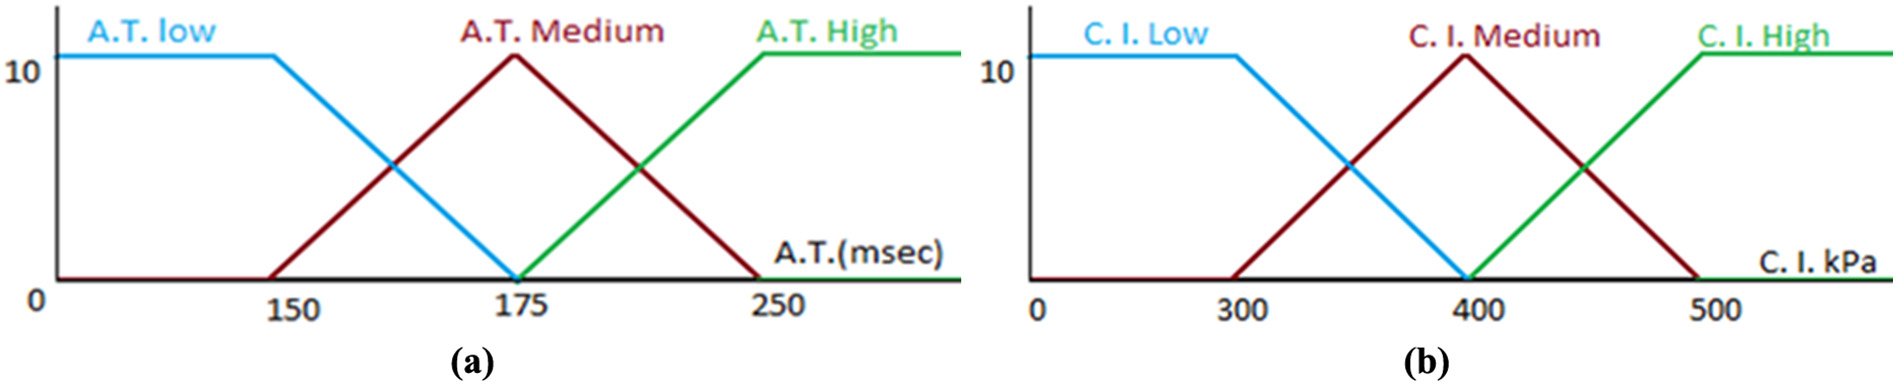 A.T. low
A.T. Medium
A.T. High
10
A.T.(msec)
0
150
175
250
(a)
C. I. Low
C. I. Medium
C. I. High
10
C. I. kPa
0
300
400
500
(b)